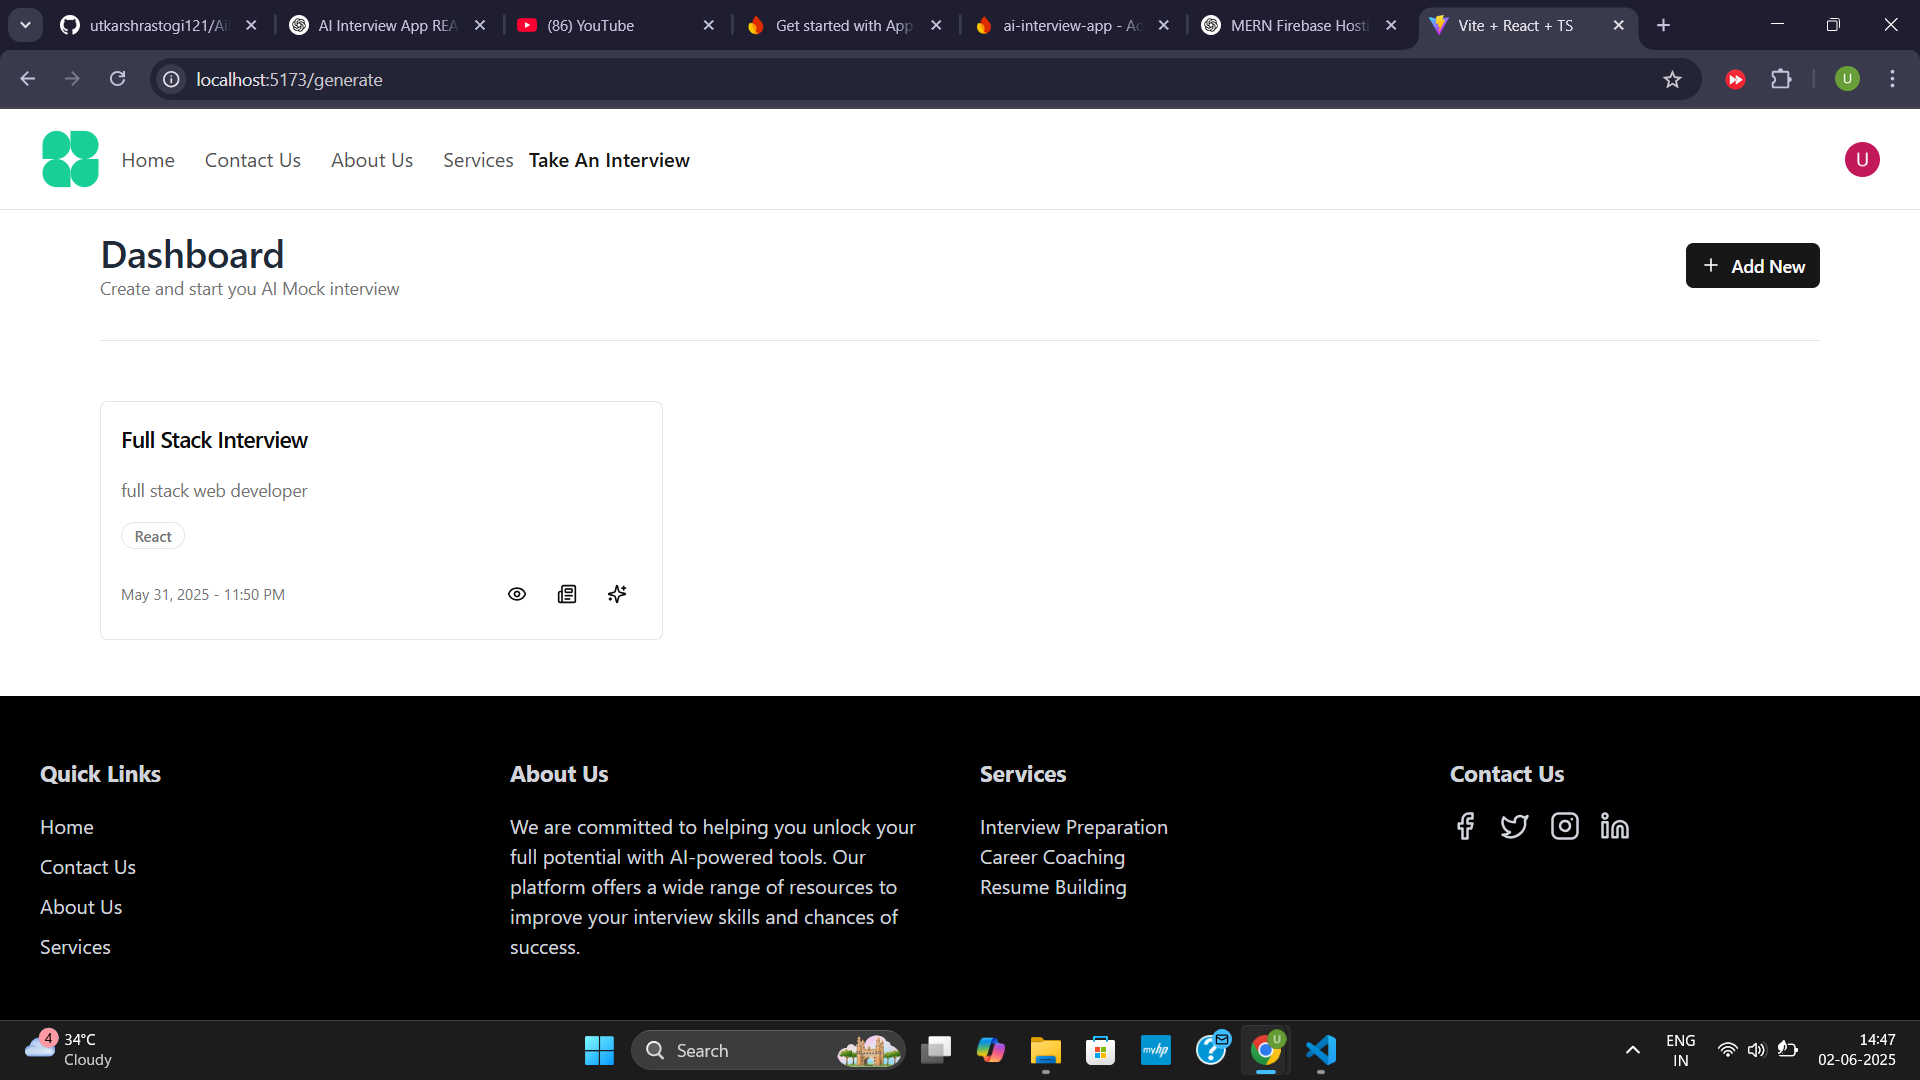 utkarshrastogi121/Ai
AI Interview App REA
(86) YouTube
Get started with App
ai-interview-app - Ac
MERN Firebase Hosti
Vite + React + TS
localhost:5173/generate
U
Home
Contact Us
About Us
Services
Take An Interview
U
Dashboard
Create and start you AI Mock interview
Add New
Full Stack Interview
full stack web developer
React
May 31, 2025 - 11:50 PM
Quick Links
Home
Contact Us
About Us
Services
About Us
We are committed to helping you unlock your
full potential with AI-powered tools. Our
platform offers a wide range of resources to
improve your interview skills and chances of
success.
Services
Interview Preparation
Career Coaching
Resume Building
Contact Us
4
34°C
Cloudy
Search
myhp
U
ENG
IN
14:47
02-06-2025